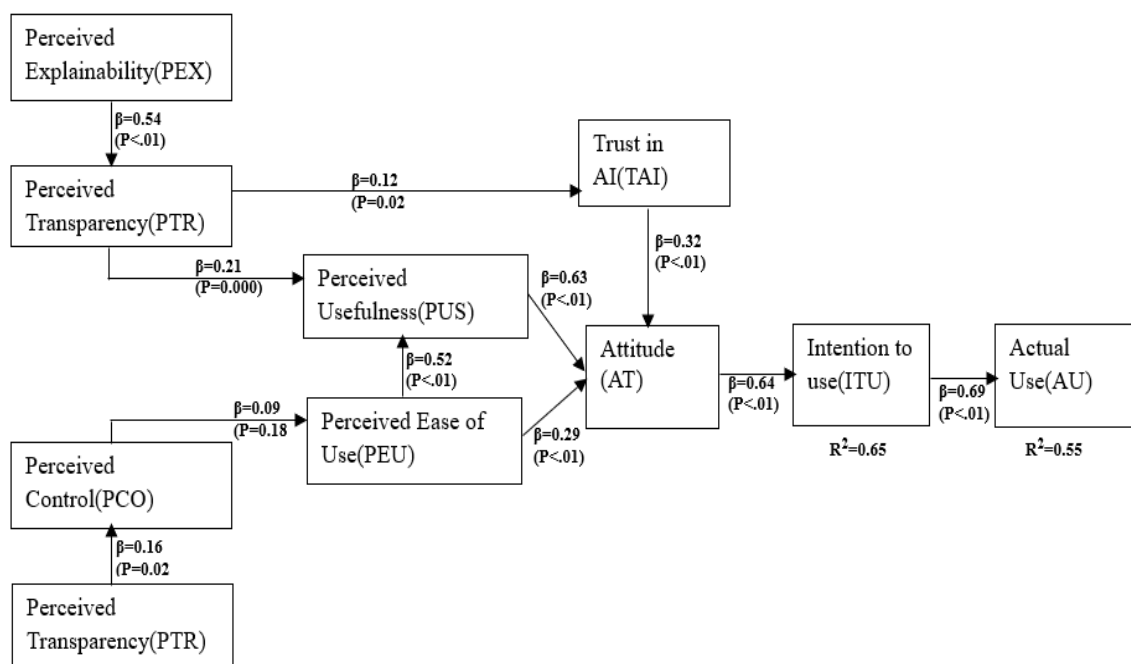 Perceived
Explainability(PEX)
β=0.54
(P<.01)
Perceived
Transparency(PTR)
β=0.12
(P=0.02
Trust in
AI(TAI)
β=0.32
(P<.01)
β=0.21
(P=0.000)
Perceived
Usefulness(PUS)
β=0.63
(P<.01)
β=0.52
(P<.01)
Attitude
(AT)
β=0.64
(P<.01)
Intention to
use(ITU)
β=0.69
(P<.01)
Actual
Use(AU)
R²=0.65
R²=0.55
β=0.09
(P=0.18
Perceived Ease of
Use(PEU)
β=0.29
(P<.01)
Perceived
Control(PCO)
β=0.16
(P=0.02
Perceived
Transparency(PTR)